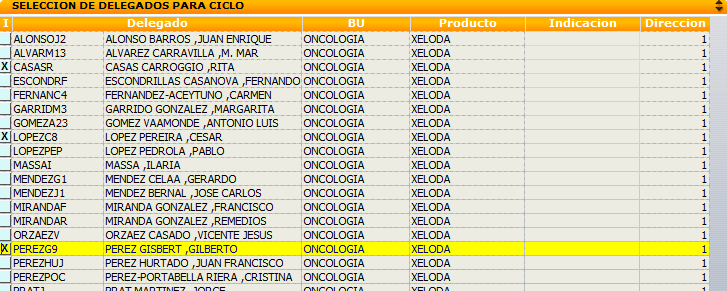 SELECCION DE DELEGADOS PARA CICLO
I Delegado BU Producto Indicacion Direccion
ALONSOJ2 ALONSO BARROS ,JUAN ENRIQUE ONCOLOGIA XELODA 1
ALVARM13 ALVAREZ CARRAVILLA ,M. MAR ONCOLOGIA XELODA 1
X CASASR CASAS CARROGGIO ,RITA ONCOLOGIA XELODA 1
ESCONDRF ESCONDRILLAS CASANOVA ,FERNANDO ONCOLOGIA XELODA 1
FERNANC4 FERNANDEZ-ACEYTUNO ,CARMEN ONCOLOGIA XELODA 1
GARRIDM3 GARRIDO GONZALEZ ,MARGARITA ONCOLOGIA XELODA 1
GOMEZA23 GOMEZ VAAMONDE ,ANTONIO LUIS ONCOLOGIA XELODA 1
X LOPEZC8 LOPEZ PEREIRA ,CESAR ONCOLOGIA XELODA 1
LOPEZPEP LOPEZ PEDROLA ,PABLO ONCOLOGIA XELODA 1
MASSAI MASSA ,ILARIA ONCOLOGIA XELODA 1
MENDEZG1 MENDEZ CELAA ,GERARDO ONCOLOGIA XELODA 1
MENDEZJ1 MENDEZ BERNAL ,JOSE CARLOS ONCOLOGIA XELODA 1
MIRANDAF MIRANDA GONZALEZ ,FRANCISCO ONCOLOGIA XELODA 1
MIRANDAR MIRANDA GONZALEZ ,REMEDIOS ONCOLOGIA XELODA 1
ORZAEZV ORZAEZ CASADO ,VICENTE JESUS ONCOLOGIA XELODA 1
X PEREZG9 PEREZ GISBERT ,GILBERTO ONCOLOGIA XELODA 1
PEREZHUJ PEREZ HURTADO ,JUAN FRANCISCO ONCOLOGIA XELODA 1
PEREZPOC PEREZ-PORTABELLA RIERA ,CRISTINA ONCOLOGIA XELODA 1
PRATJ PRAT MARTINEZ ,JORGE ONCOLOGIA XELODA 1